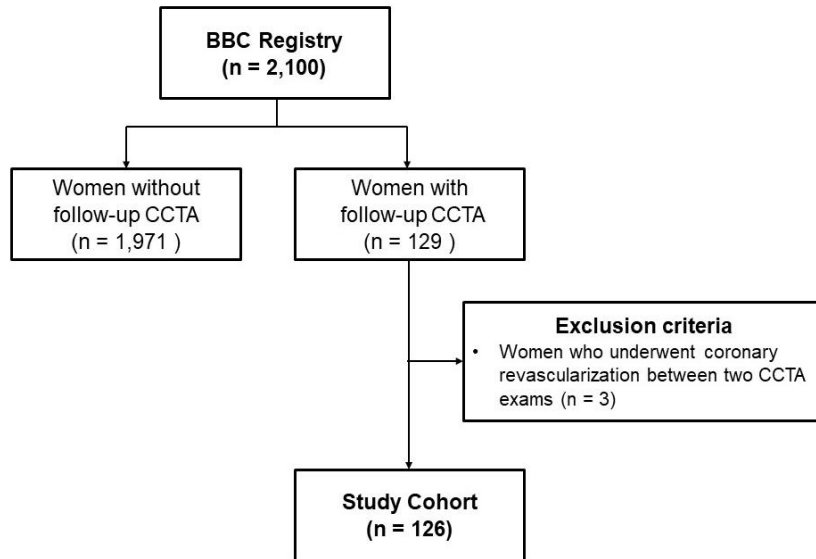 BBC Registry
(n = 2,100)
Women without
follow-up CCTA
(n = 1,971 )
Women with
follow-up CCTA
(n = 129 )
Exclusion criteria
• Women who underwent coronary
revascularization between two CCTA
exams (n = 3)
Study Cohort
(n = 126)